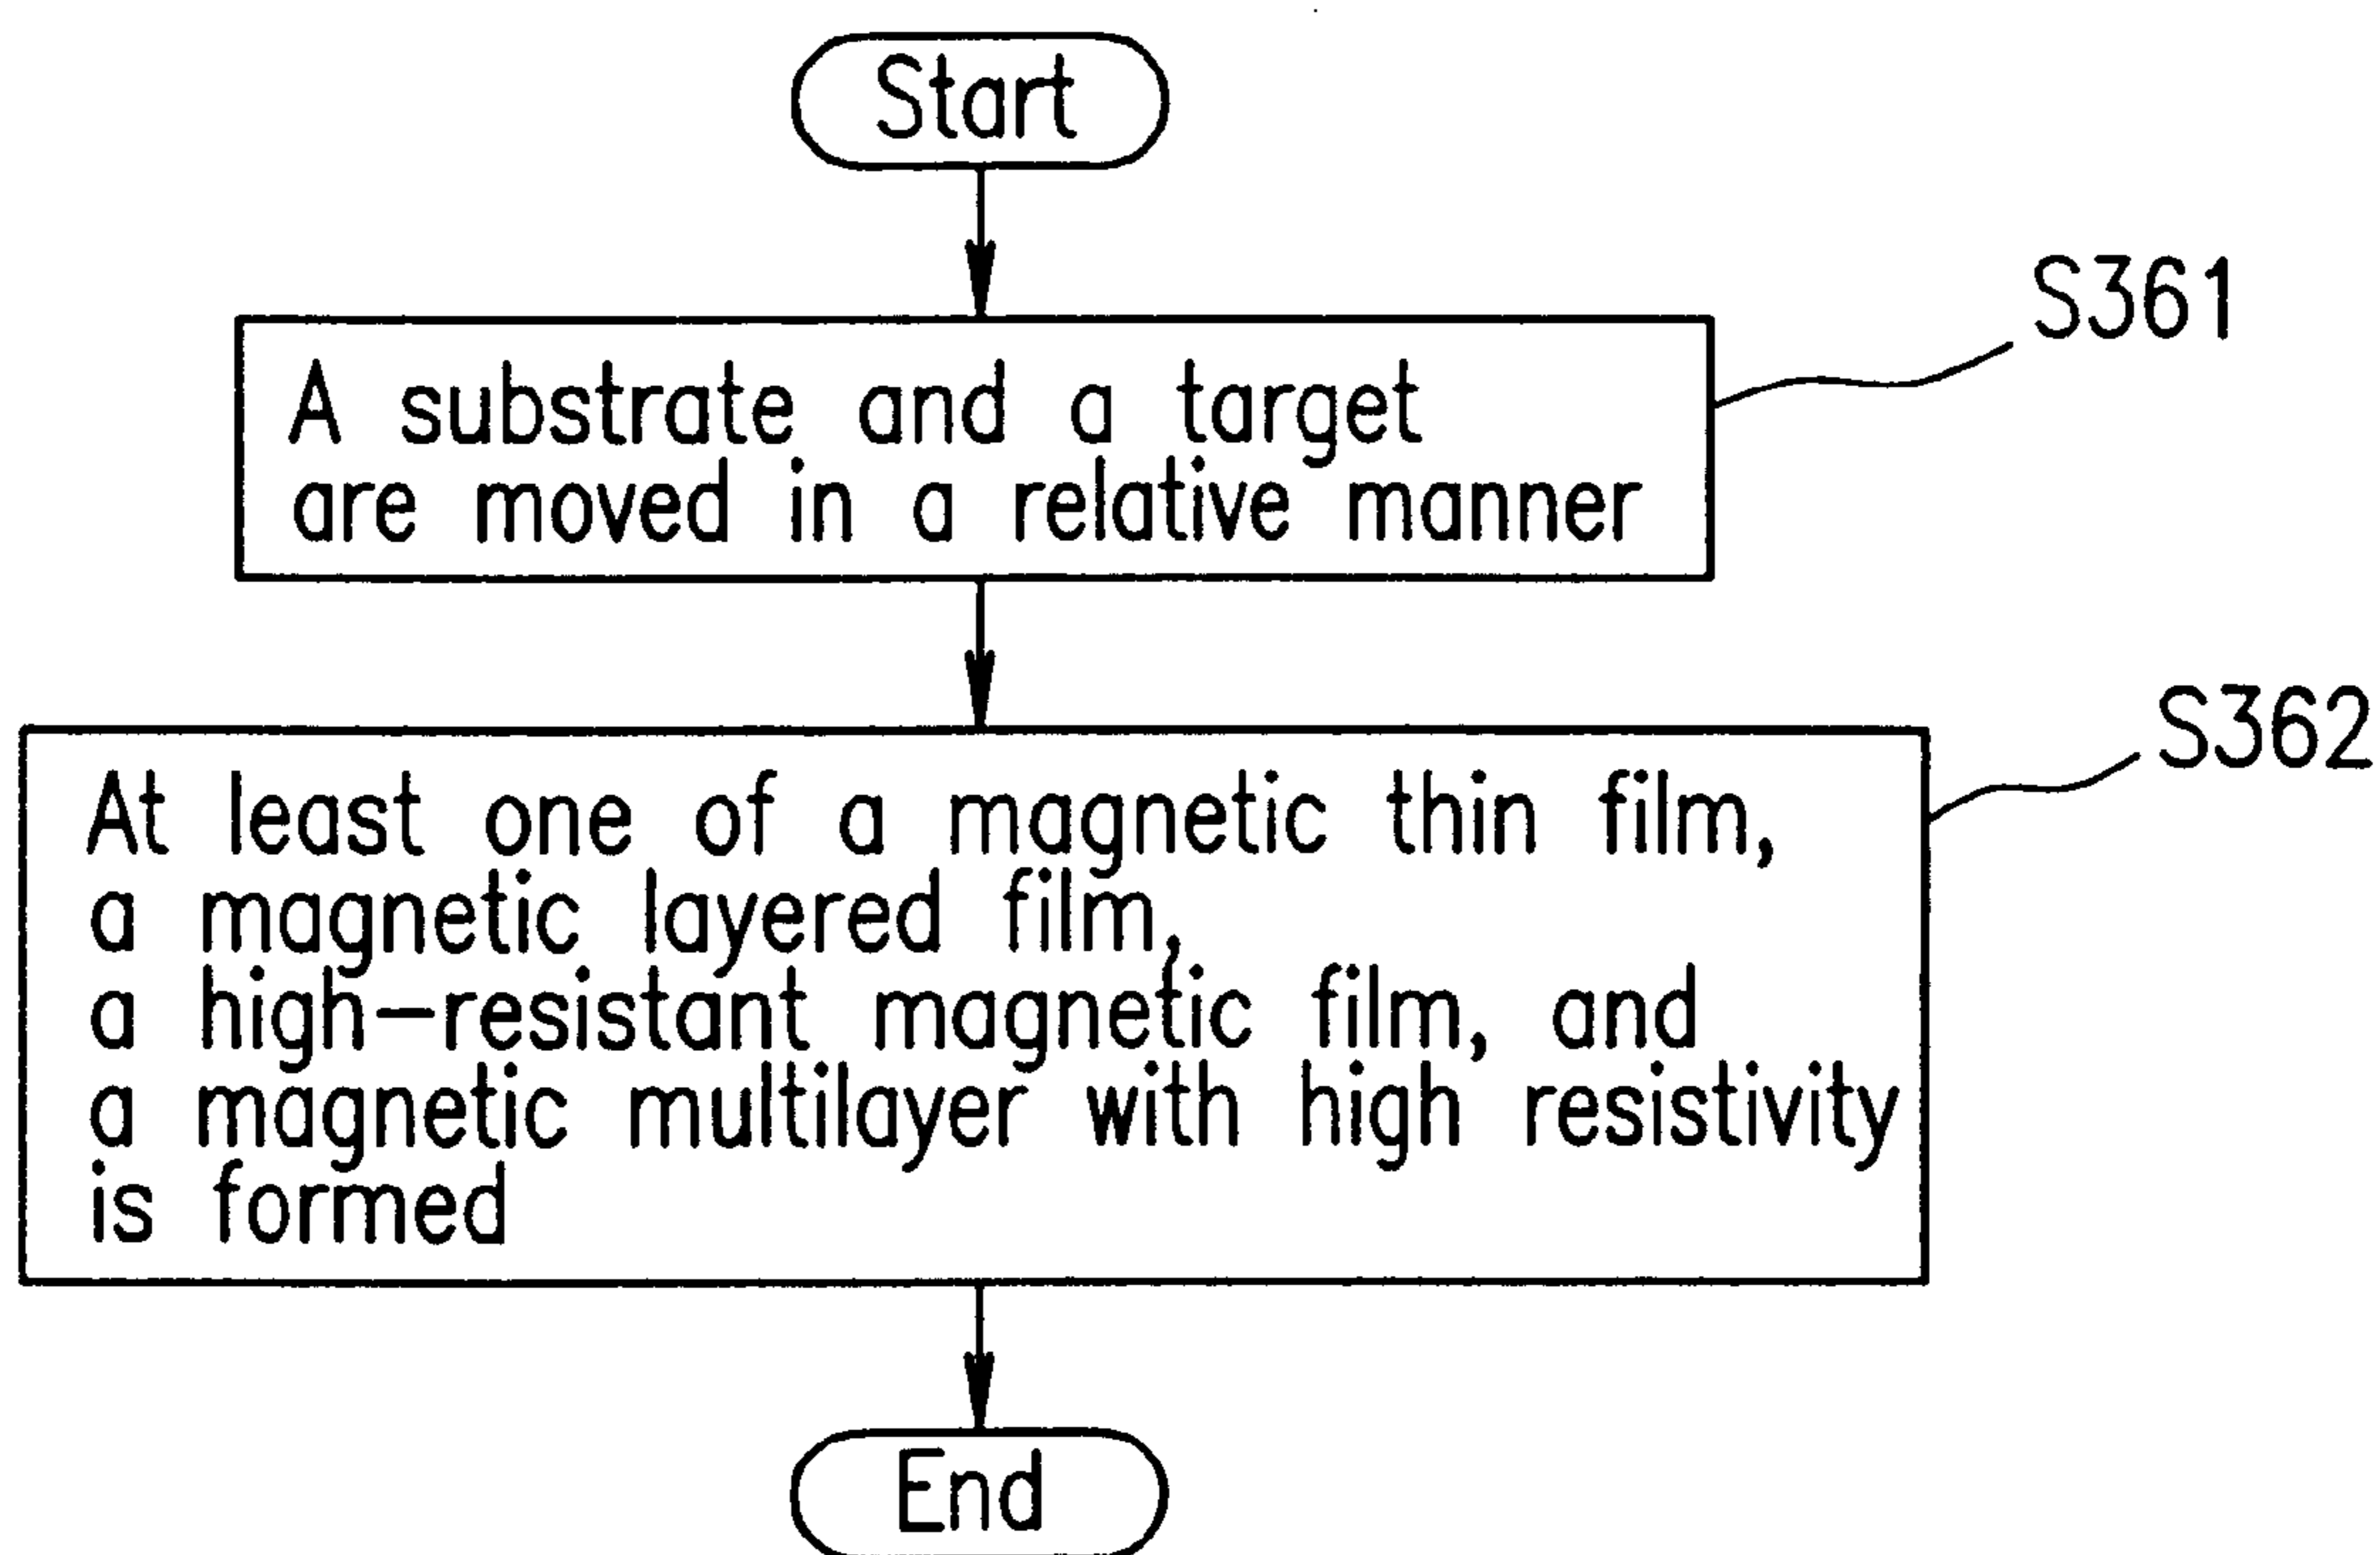 Start
S361
A substrate and a target
are moved in a relative manner
S362
At least one of a magnetic thin film,
a magnetic layered film,
a high-resistant magnetic film, and
a magnetic multilayer with high resistivity
is formed
End